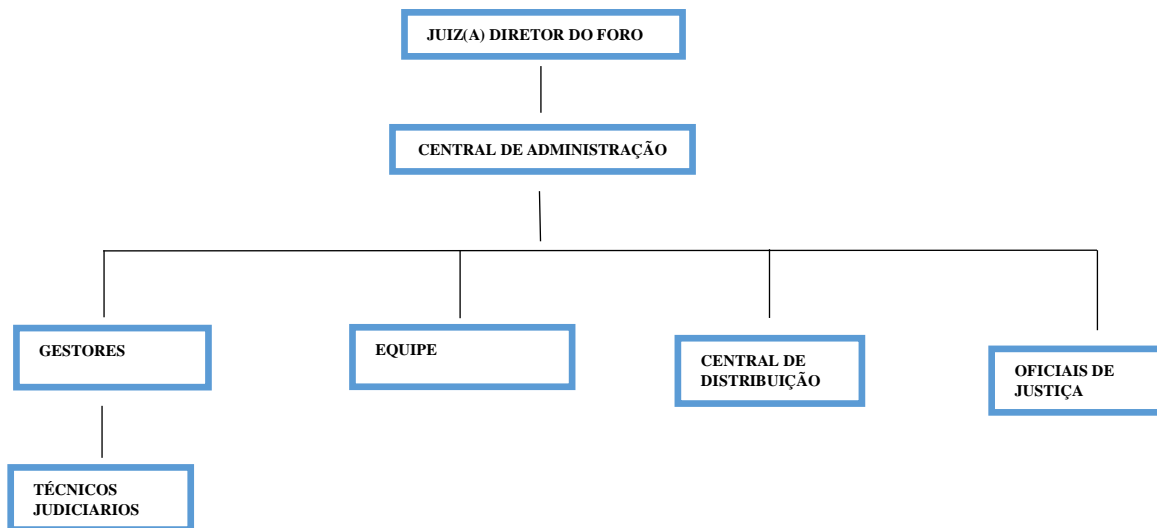 JUIZ(A) DIRETOR DO FORO
CENTRAL DE ADMINISTRAÇÃO
GESTORES
EQUIPE
CENTRAL DE
DISTRIBUIÇÃO
OFICIAIS DE
JUSTIÇA
TÉCNICOS
JUDICIARIOS